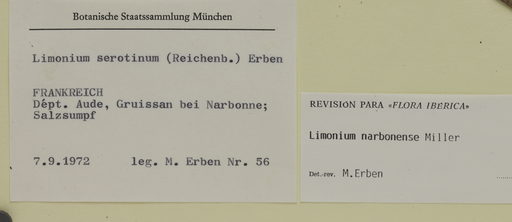 Botanische Staatssammlung München
Limonium serotinum (Reichenb.) Erben
FRANKREICH
Dépt. Aude, Gruissan bei Narbonne;
Salzsumpf
7.9.1972 leg. M. Erben Nr. 56
REVISION PARA «FLORA IBERICA»
Limonium narbonense Miller
Det.-rev. M.Erben